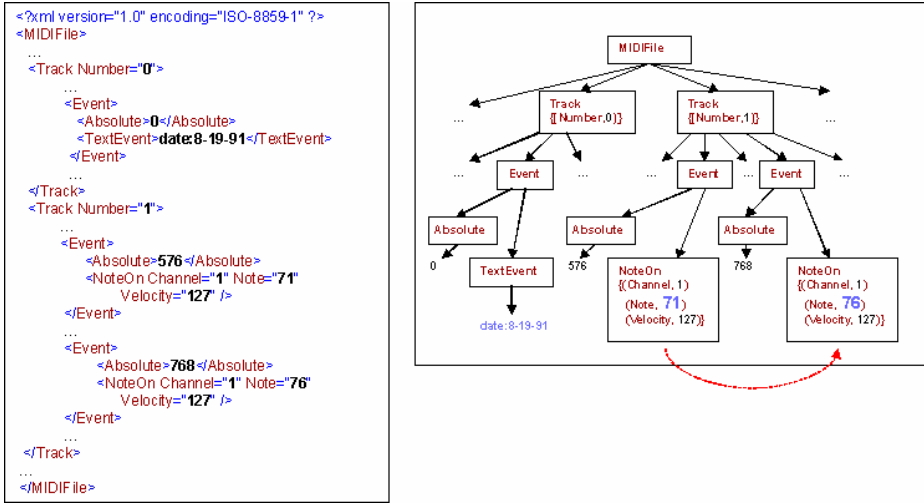 <?xml version="1.0" encoding="ISO-8859-1" ?>
<MIDIFile>
...
<Track Number="0">
...
<Event>
<Absolute>0</Absolute>
<TextEvent>date:8-19-91</TextEvent>
</Event>
...
</Track>
<Track Number="1">
...
<Event>
<Absolute>576</Absolute>
<NoteOn Channel="1" Note="71"
Velocity="127" />
</Event>
...
<Event>
<Absolute>768</Absolute>
<NoteOn Channel="1" Note="76"
Velocity="127" />
</Event>
...
</Track>
...
</MIDIFile>
MIDIFile
... Track Track ...
{[Number,0)} {[Number,1)}
... Event ... ... Event ... Event ...
Absolute Absolute Absolute
0 TextEvent 576 768
NoteOn NoteOn
{(Channel, 1) {(Channel, 1)
(Note, 71) (Note, 76)
(Velocity, 127)} (Velocity, 127)}
date:8-19-91